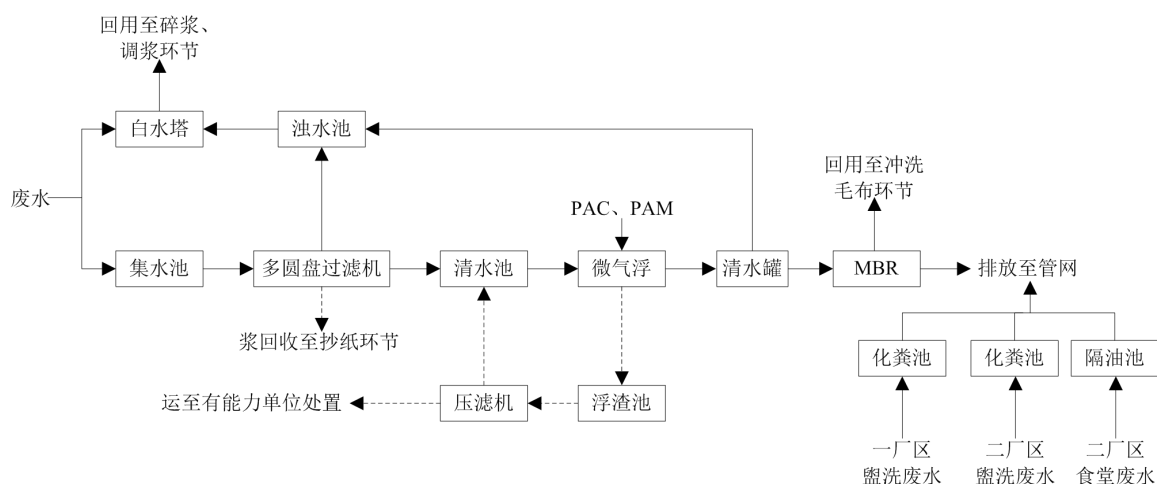 回用至碎浆、
调浆环节
白水塔
浊水池
回用至冲洗
毛布环节
废水
PAC、PAM
集水池
多圆盘过滤机
清水池
微气浮
清水罐
MBR
排放至管网
浆回收至抄纸环节
化粪池
化粪池
隔油池
运至有能力单位处置
压滤机
浮渣池
一厂区
盥洗废水
二厂区
盥洗废水
二厂区
食堂废水